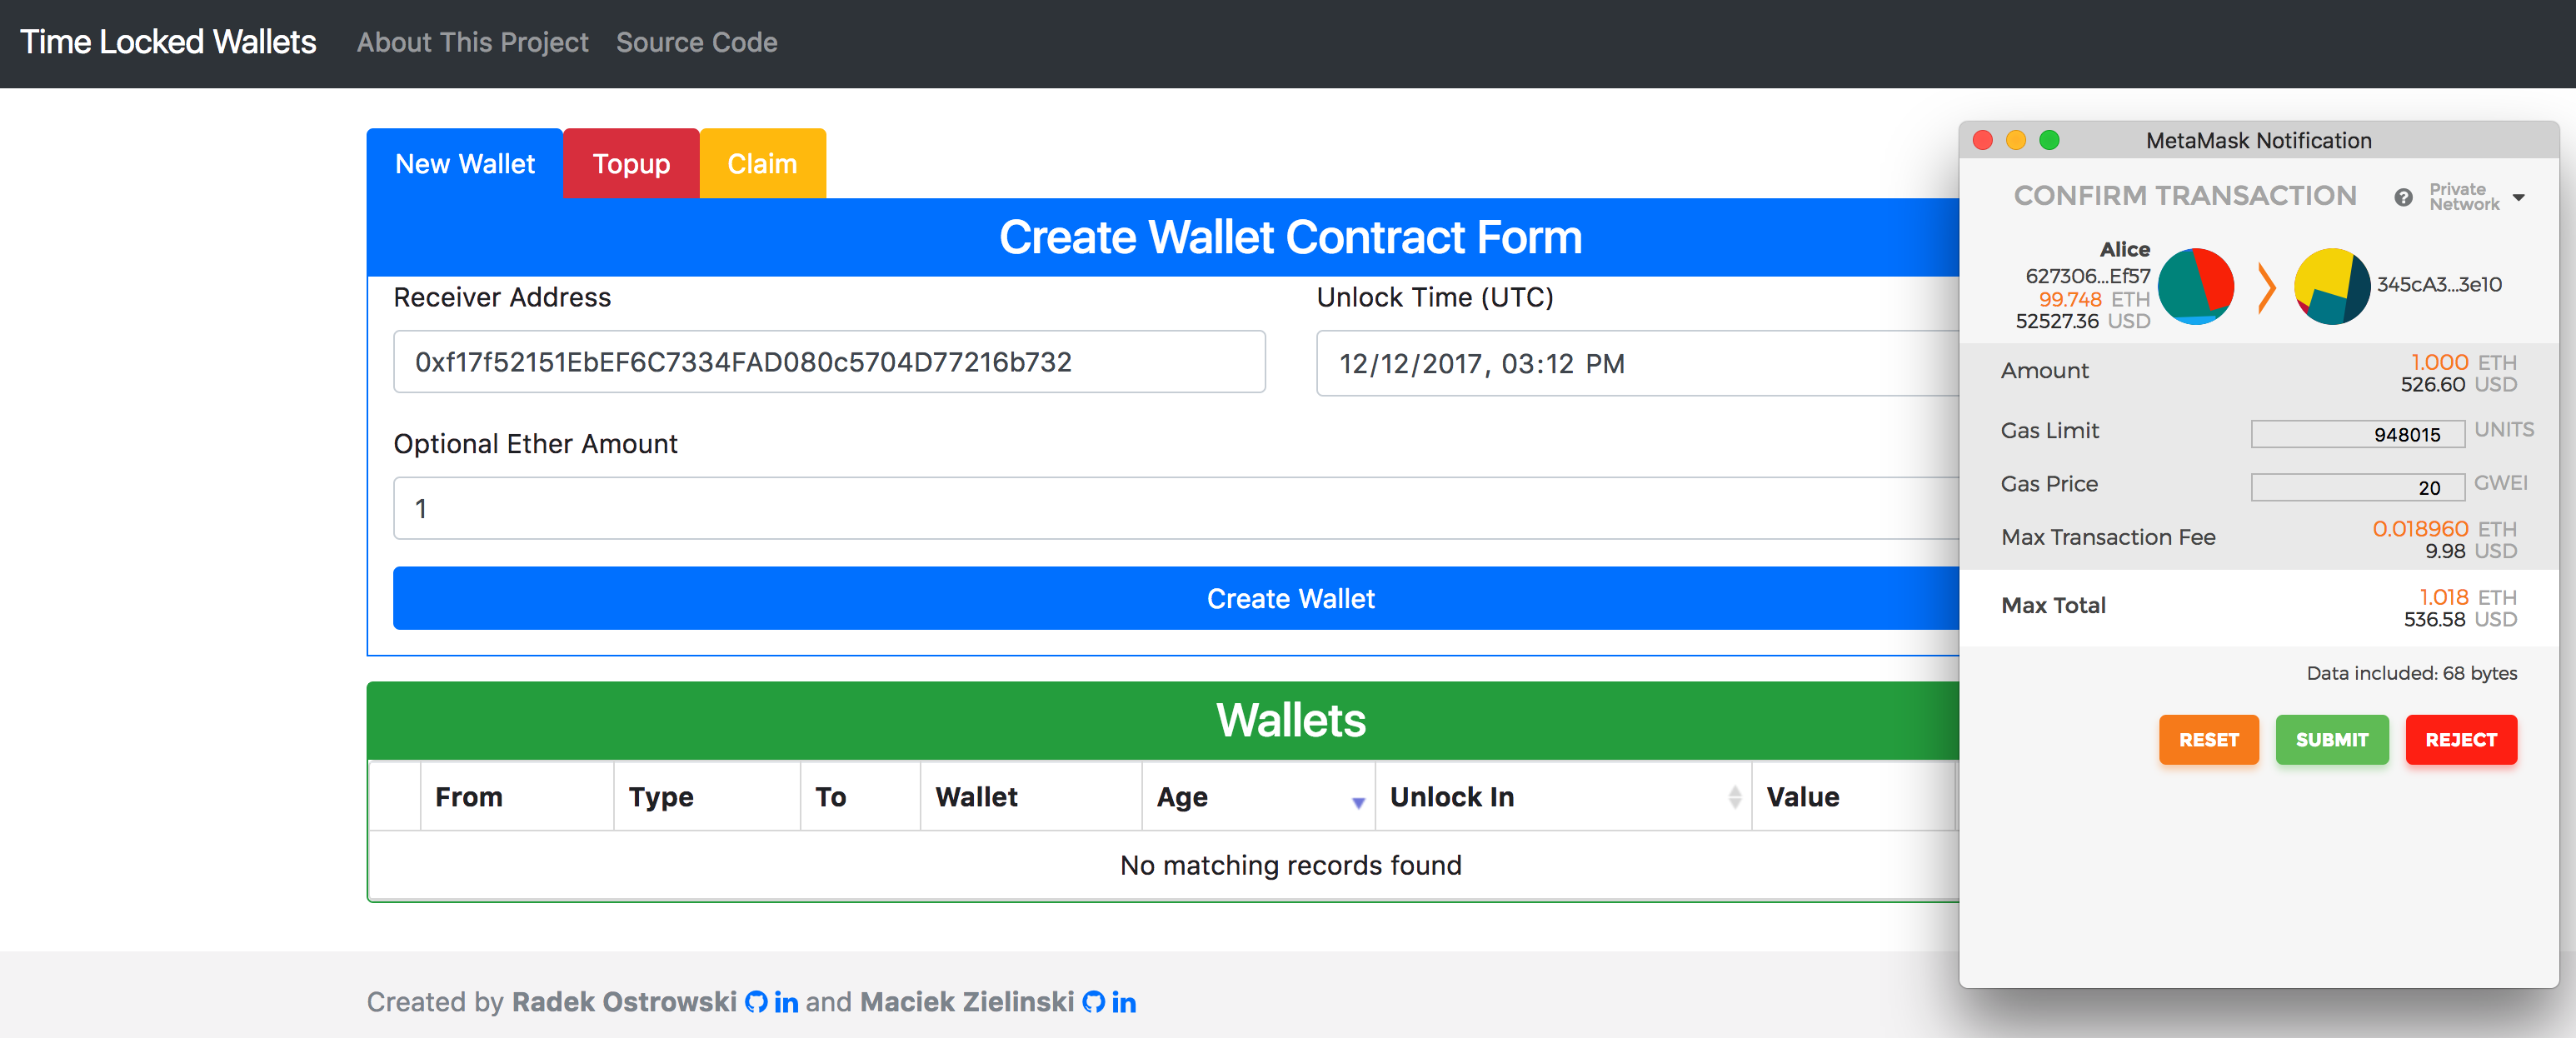 Time Locked Wallets About This Project Source Code
New Wallet Topup Claim
Create Wallet Contract Form
Receiver Address Unlock Time (UTC)
0xf17f52151EbEF6C7334FAD080c5704D77216b732 12/12/2017, 03:12 PM
Optional Ether Amount
1
Create Wallet
Wallets
From Type To Wallet Age Unlock In Value
No matching records found
Created by Radek Ostrowski in and Maciek Zielinski in
MetaMask Notification
CONFIRM TRANSACTION Private
Network
Alice
627306...Ef57 345cA3...3e10
99.748 ETH
52527.36 USD
Amount 1.000 ETH
526.60 USD
Gas Limit 948015 UNITS
Gas Price 20 GWEI
Max Transaction Fee 0.018960 ETH
9.98 USD
Max Total 1.018 ETH
536.58 USD
Data included: 68 bytes
RESET SUBMIT REJECT